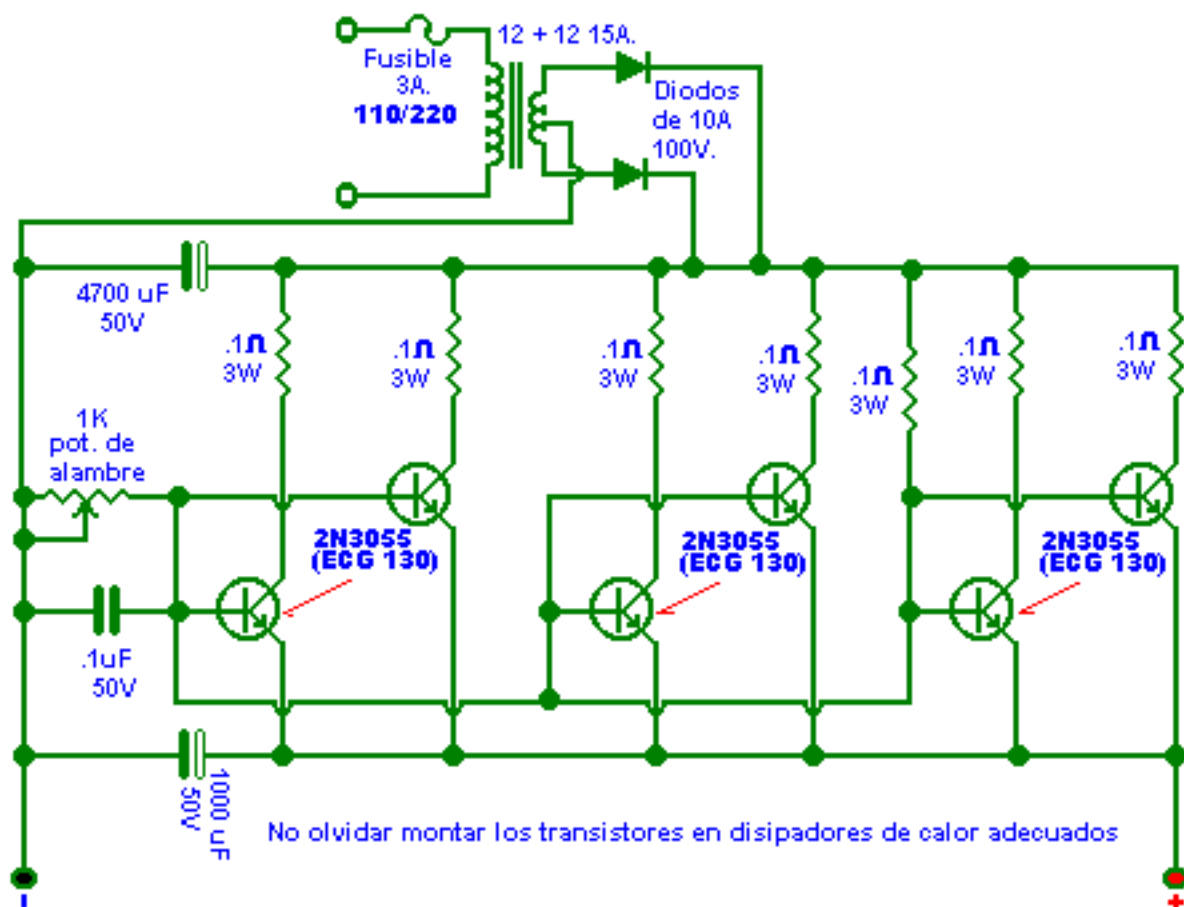 12 + 12 15A.
Fusible
3A.
110/220
Diodos
de 10A
100V.
4700 uF
50V
.1Ω
3W
.1Ω
3W
.1Ω
3W
.1Ω
3W
.1Ω
3W
.1Ω
3W
.1Ω
3W
1K
pot. de
alambre
2N3055
(ECG 130)
2N3055
(ECG 130)
2N3055
(ECG 130)
.1uF
50V
1000 uF
50V
No olvidar montar los transistores en disipadores de calor adecuados
-
+